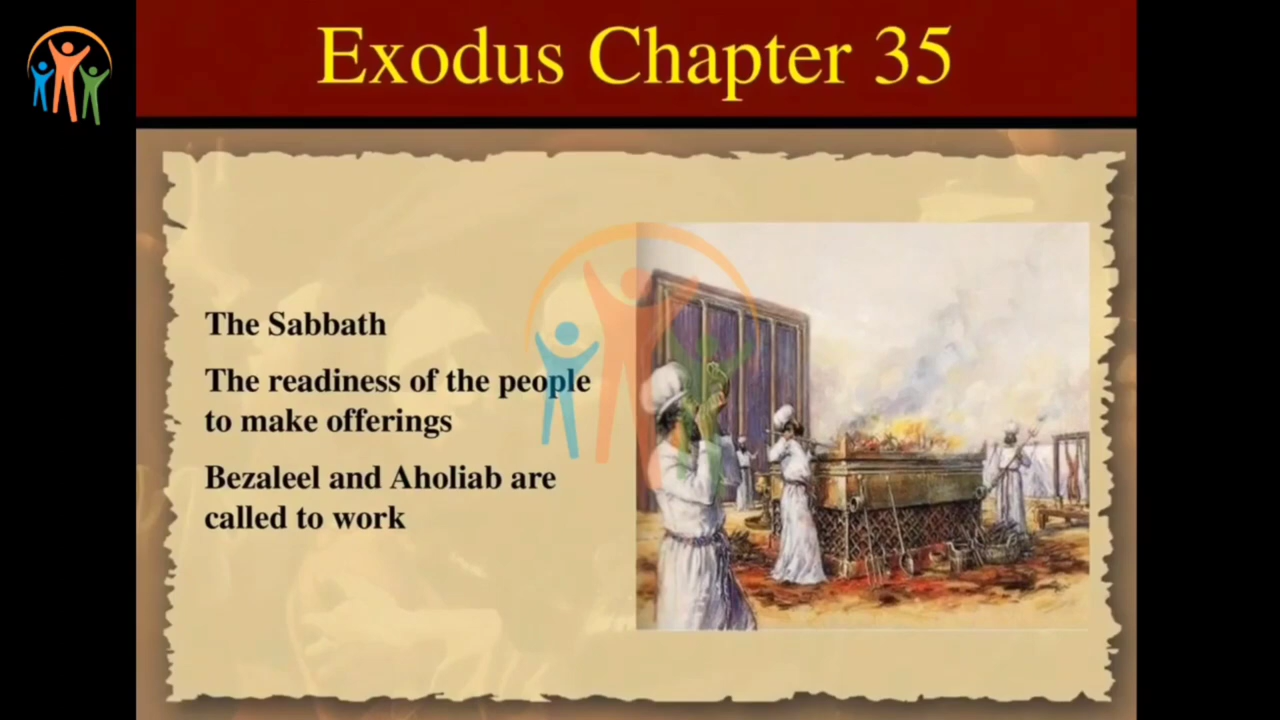 Exodus Chapter 35
The Sabbath
The readiness of the people
to make offerings
Bezaleel and Aholiab are
called to work